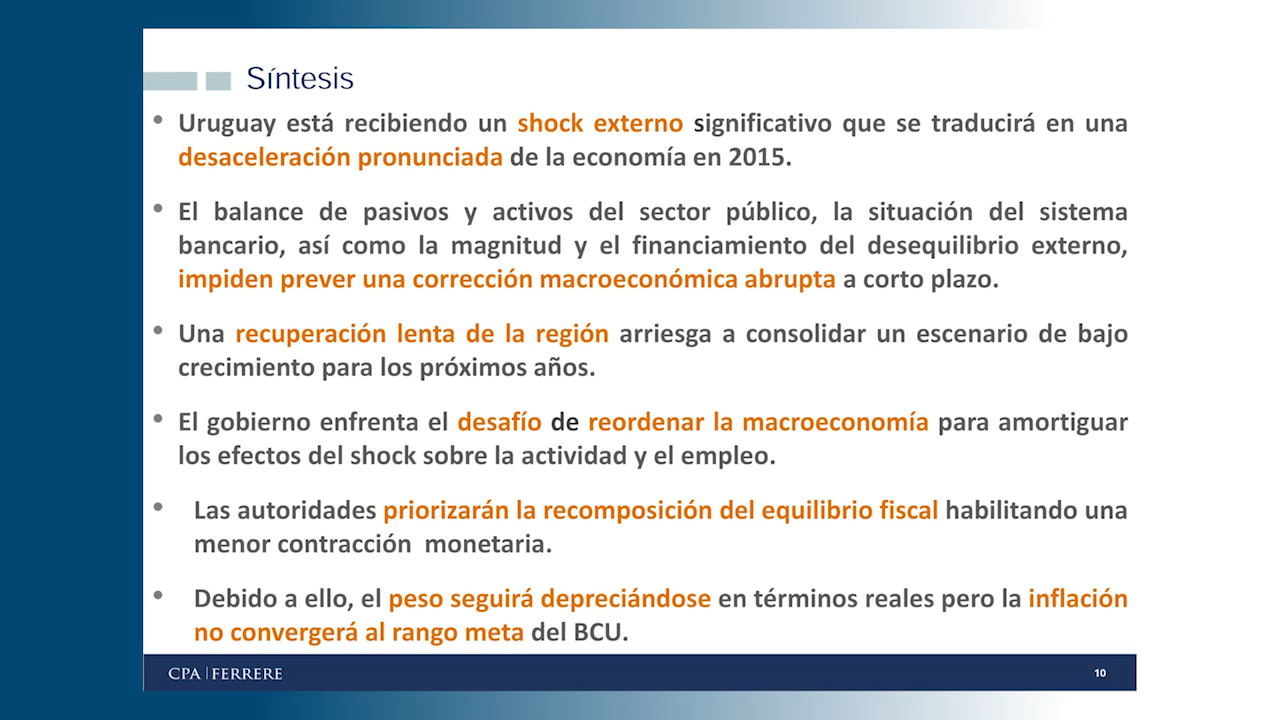 Síntesis
• Uruguay está recibiendo un shock externo significativo que se traducirá en una
desaceleración pronunciada de la economía en 2015.
• El balance de pasivos y activos del sector público, la situación del sistema
bancario, así como la magnitud y el financiamiento del desequilibrio externo,
impiden prever una corrección macroeconómica abrupta a corto plazo.
• Una recuperación lenta de la región arriesga a consolidar un escenario de bajo
crecimiento para los próximos años.
• El gobierno enfrenta el desafío de reordenar la macroeconomía para amortiguar
los efectos del shock sobre la actividad y el empleo.
• Las autoridades priorizarán la recomposición del equilibrio fiscal habilitando una
menor contracción monetaria.
• Debido a ello, el peso seguirá depreciándose en términos reales pero la inflación
no convergerá al rango meta del BCU.
CPA | FERRERE
10